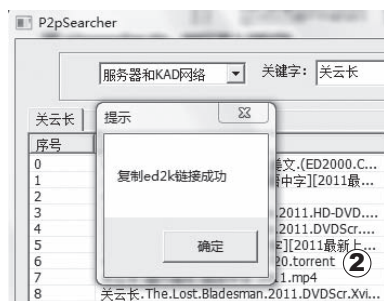 P2pSearcher
服务器和KAD网络 关键字: 关云长
关云长 提示
序号
0 美文.(ED2000.C...
1 中字][2011最...
2
3 .2011.HD-DVD....
4 .2011.DVDScr....
5 字][2011最新上...
6 20.torrent
7 1.mp4
8 关云长.The.Lost.Bladesman.2011.DVDScr.Xvi...
复制ed2k链接成功
确定
②